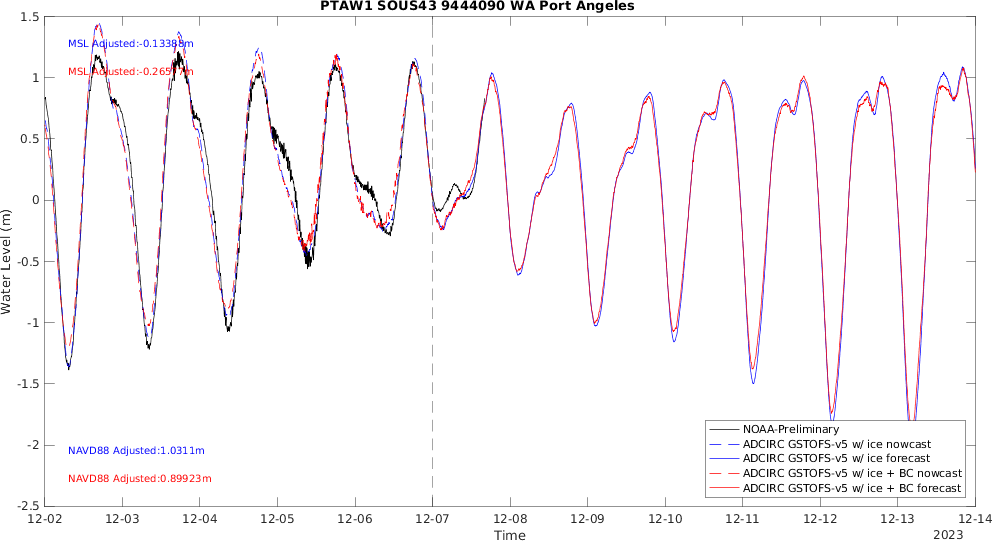 PTAW1 SOUS43 9444090 WA Port Angeles
Water Level (m)
1.5
1
0.5
0
-0.5
-1
-1.5
-2
-2.5
MSL Adjusted:-0.13388m
MSL Adjusted:-0.265
NAVD88 Adjusted:1.0311m
NAVD88 Adjusted:0.89923m
NOAA-Preliminary
ADCIRC GSTOFS-v5 w/ ice nowcast
ADCIRC GSTOFS-v5 w/ ice forecast
ADCIRC GSTOFS-v5 w/ ice + BC nowcast
ADCIRC GSTOFS-v5 w/ ice + BC forecast
12-02 12-03 12-04 12-05 12-06 12-07 12-08 12-09 12-10 12-11 12-12 12-13 12-14
Time
2023